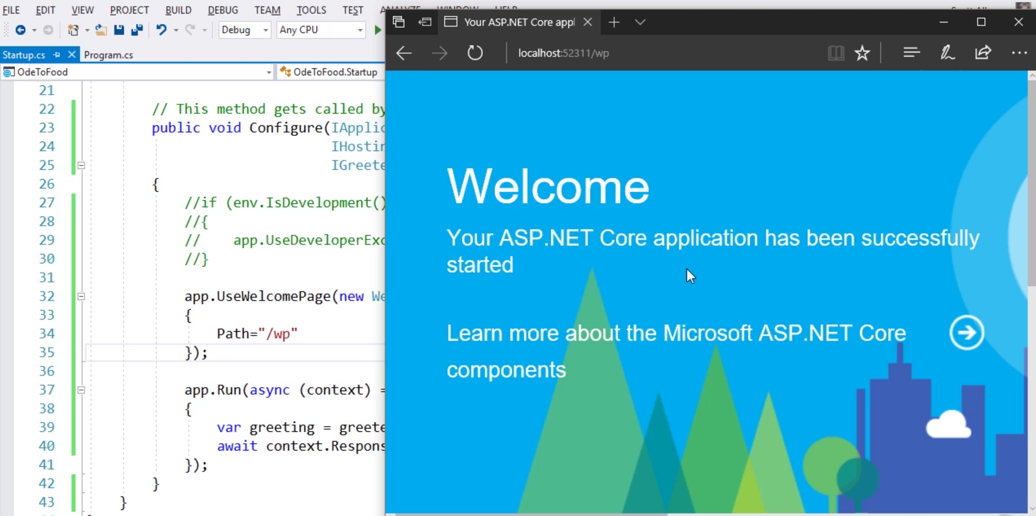 FILE EDIT VIEW PROJECT BUILD DEBUG TEAM TOOLS TEST
Debug Any CPU
Startup.cs Program.cs
OdeToFood OdeToFood.Startup
Your ASP.NET Core appl
localhost:52311/wp
21
22 // This method gets called by
23 public void Configure(IApplic
24 IHostin
25 IGreete
26 {
27 //if (env.IsDevelopment()
28 //{
29 // app.UseDeveloperExc
30 //}
31
32 app.UseWelcomePage(new We
33 {
34 Path="/wp"
35 });
36
37 app.Run(async (context) =
38 {
39 var greeting = greete
40 await context.Respons
41 });
42 }
43 }
Welcome
Your ASP.NET Core application has been successfully
started
Learn more about the Microsoft ASP.NET Core
components